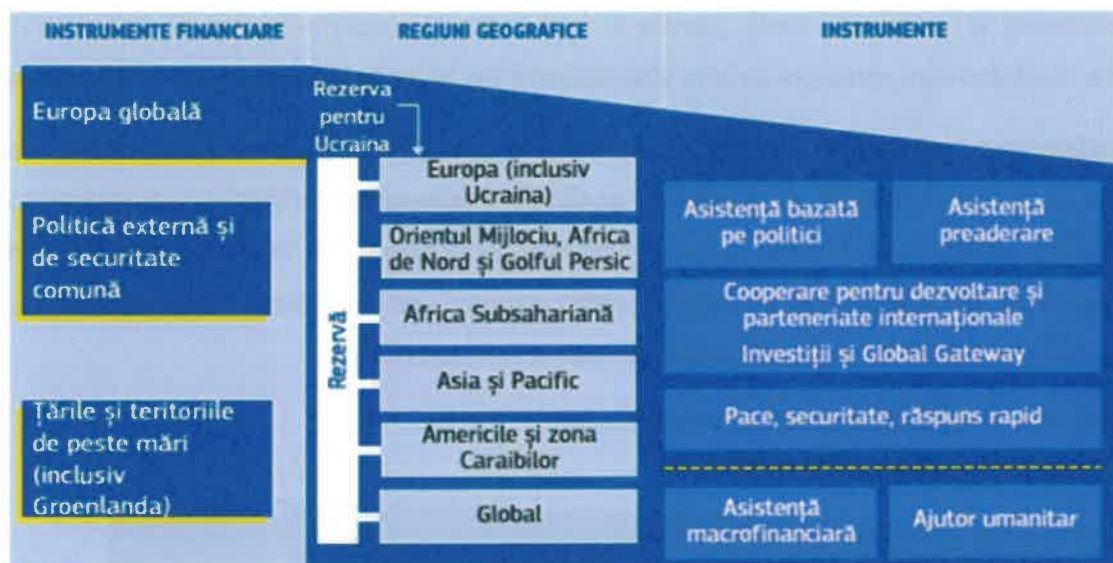 INSTRUMENTE FINANCIARE
REGIUNI GEOGRAFICE
INSTRUMENTE
Europa globală
Politică externă și
de securitate
comună
Țările și teritoriile
de peste mări
(inclusiv
Groenlanda)
Rezerva
pentru
Ucraina
Rezervă
Europa (inclusiv
Ucraina)
Orientul Mijlociu, Africa
de Nord și Golful Persic
Africa Subsahariană
Asia și Pacific
Americile și zona
Caraibilor
Global
Asistență bazată
pe politici
Asistență
preaderare
Cooperare pentru dezvoltare și
parteneriate internaționale
Investiții și Global Gateway
Pace, securitate, răspuns rapid
Asistență
macrofinanciară
Ajutor umanitar